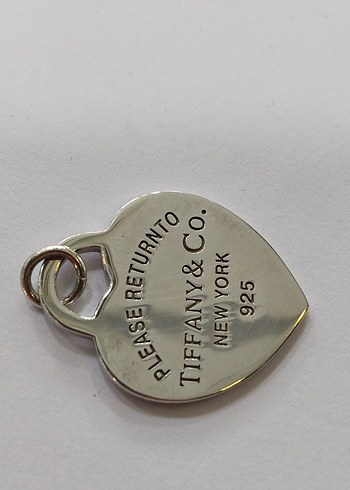 PLEASE RETURN TO
TIFFANY & CO.
NEW YORK
925